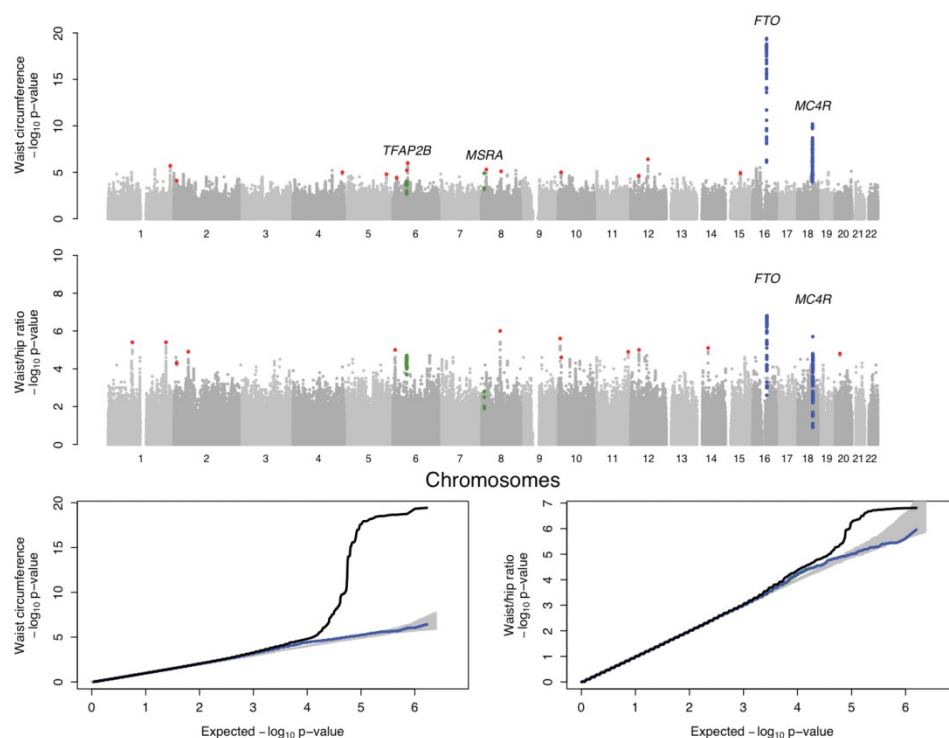 FTO
20
MC4R
15
10
TFAP2B MSRA
5
0
Waist circumference
− log10 p−value
1 2 3 4 5 6 7 8 9 10 11 12 13 14 15 16 17 18 19 20 21 22
10
FTO
MC4R
8
6
4
2
0
Waist/hip ratio
− log10 p−value
1 2 3 4 5 6 7 8 9 10 11 12 13 14 15 16 17 18 19 20 21 22
Chromosomes
20
15
10
5
0
Waist circumference
− log10 p−value
0 1 2 3 4 5 6
Expected − log10 p−value
7
6
5
4
3
2
1
0
Waist/hip ratio
− log10 p−value
0 1 2 3 4 5 6
Expected − log10 p−value